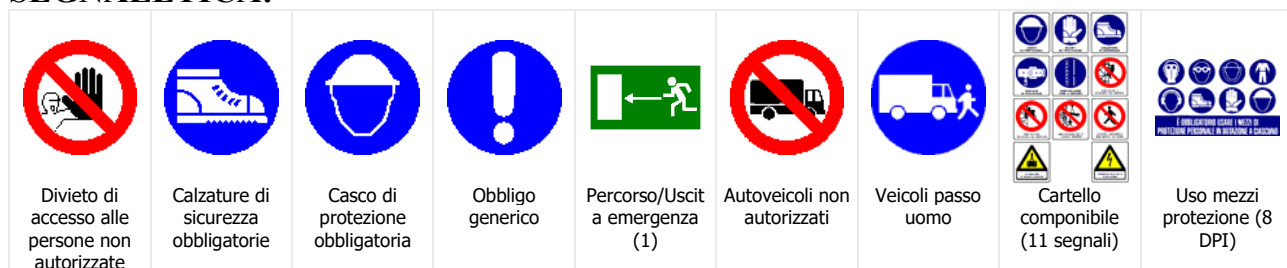 SEGNALETICA:
È OBBLIGATORIO USARE I MEZZI DI
PROTEZIONE PERSONALE IN DOTAZIONE A CIASCUNO
Divieto di
accesso alle
persone non
autorizzate
Calzature di
sicurezza
obbligatorie
Casco di
protezione
obbligatoria
Obbligo
generico
Percorso/Uscit
a emergenza
(1)
Autoveicoli non
autorizzati
Veicoli passo
uomo
Cartello
componibile
(11 segnali)
Uso mezzi
protezione (8
DPI)